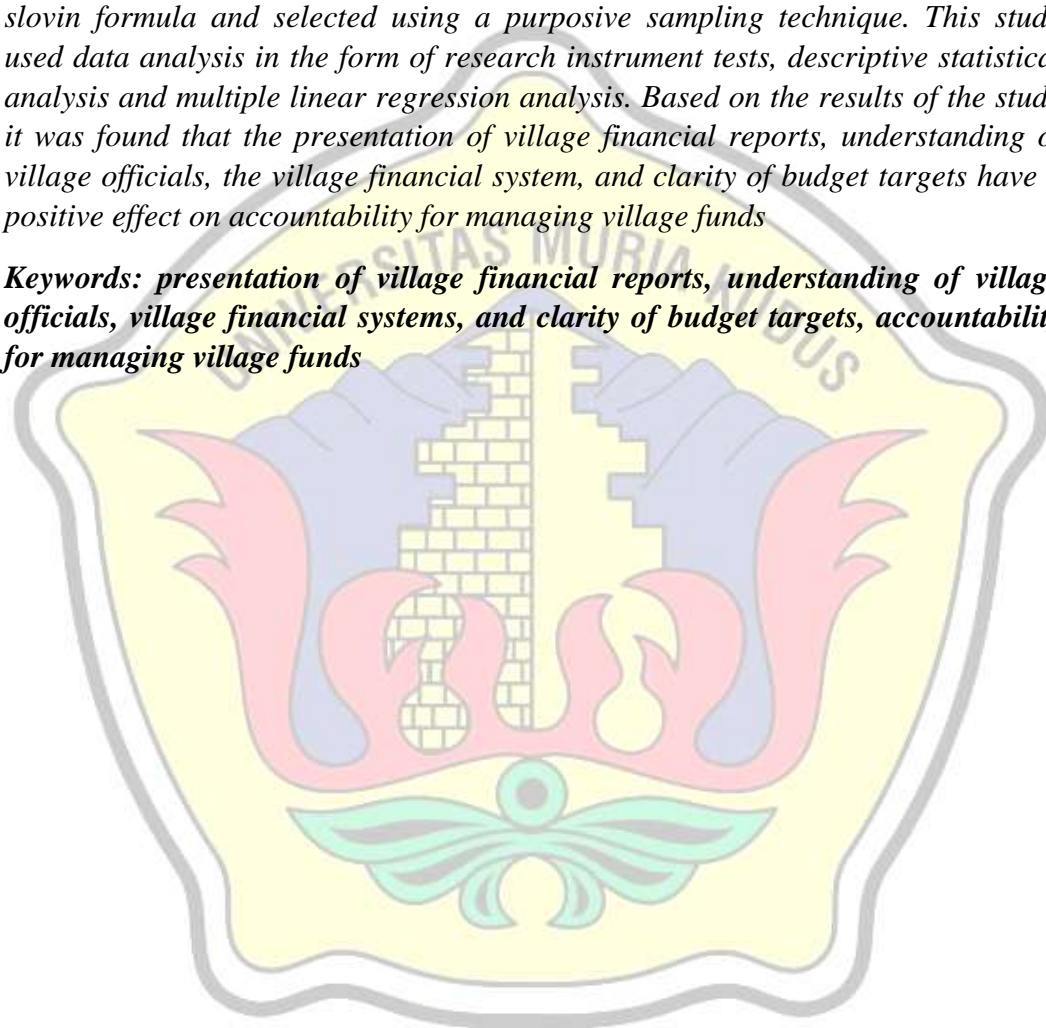 slovin formula and selected using a purposive sampling technique. This stud
used data analysis in the form of research instrument tests, descriptive statistica
analysis and multiple linear regression analysis. Based on the results of the stud
it was found that the presentation of village financial reports, understanding o
village officials, the village financial system, and clarity of budget targets have
positive effect on accountability for managing village funds
Keywords: presentation of village financial reports, understanding of villag
officials, village financial systems, and clarity of budget targets, accountabilit
for managing village funds
UNIVERSITAS MURIA KUDUS